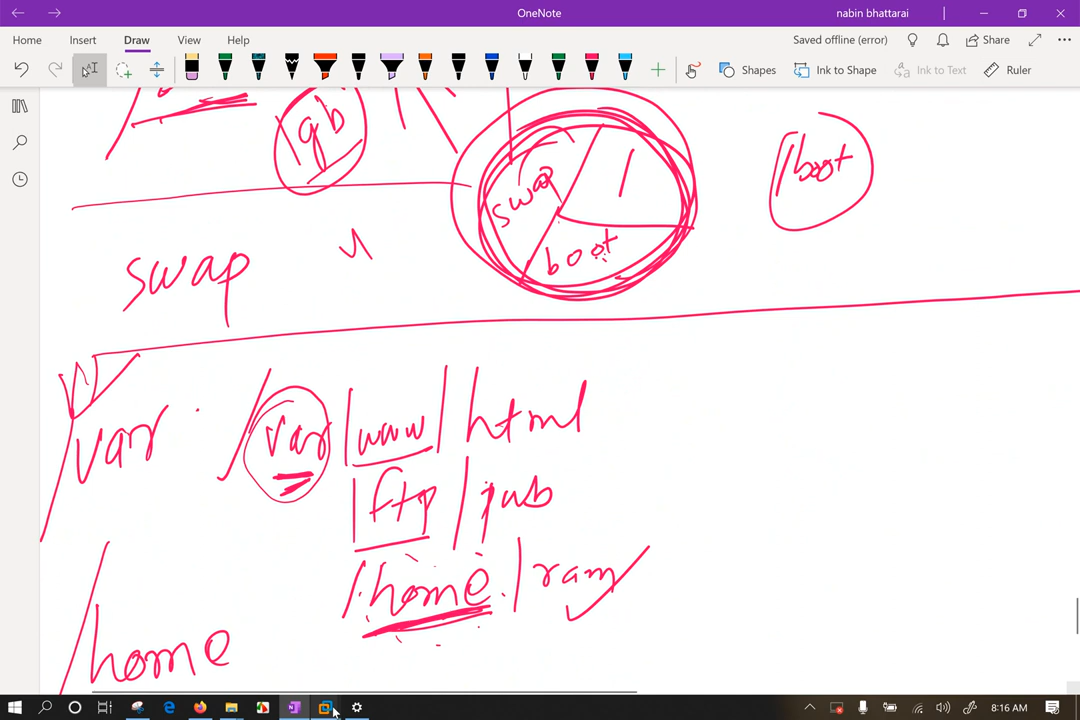 OneNote
nabin bhattarai
Home Insert Draw View Help
Saved offline (error)
Share
Shapes
Ink to Shape
Ink to Text
Ruler
1gb
swap
/
boot
/boot
swap
/var
/var/www/html
/ftp/pub
/home/ram
/home
8:16 AM